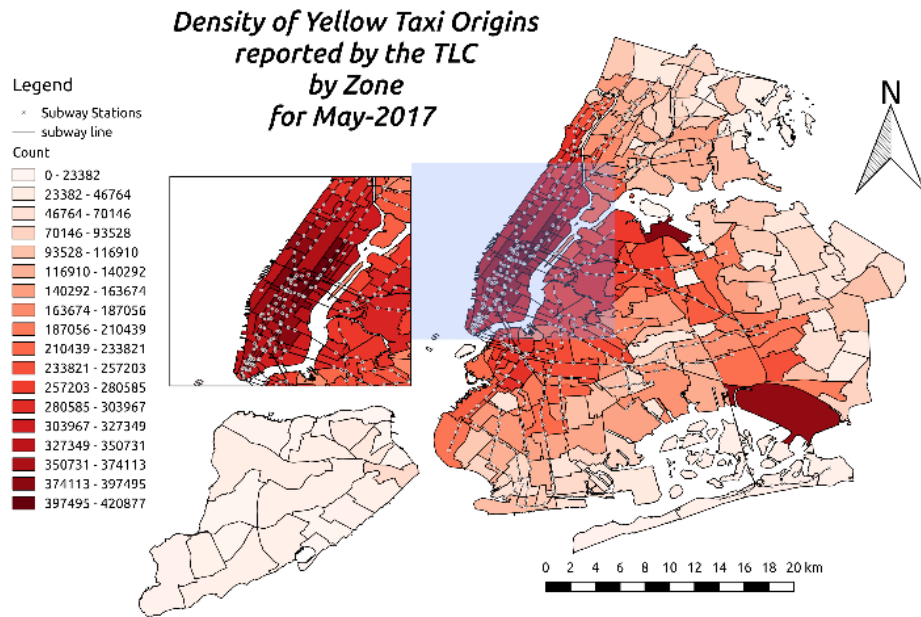 Density of Yellow Taxi Origins
reported by the TLC
by Zone
for May-2017
Legend
Subway Stations
subway line
Count
0 - 23382
23382 - 46764
46764 - 70146
70146 - 93528
93528 - 116910
116910 - 140292
140292 - 163674
163674 - 187056
187056 - 210439
210439 - 233821
233821 - 257203
257203 - 280585
280585 - 303967
303967 - 327349
327349 - 350731
350731 - 374113
374113 - 397495
397495 - 420877
N
0 2 4 6 8 10 12 14 16 18 20 km